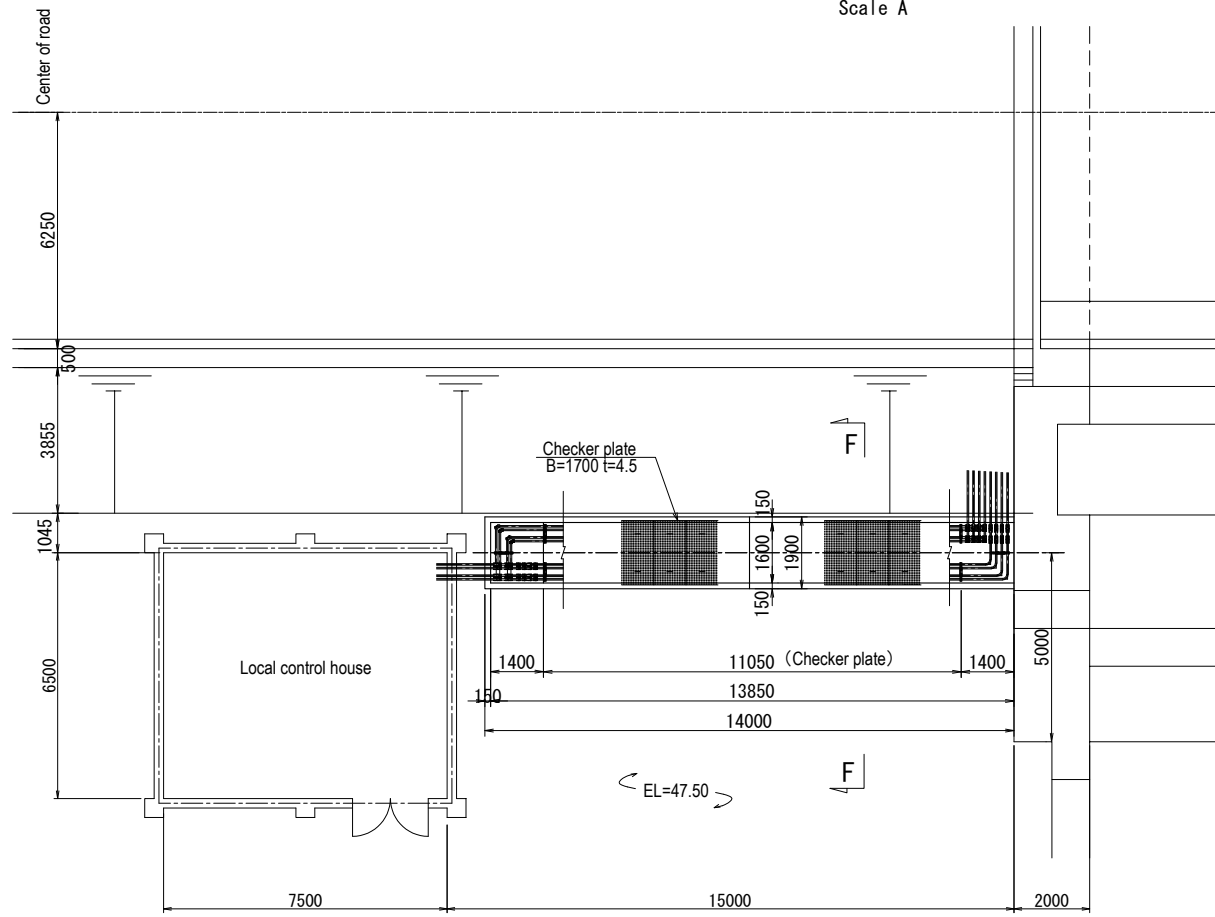 Scale A
Center of road
6250
500
3855
1045
6500
Checker plate
B=1700 t=4.5
F
150
1600
1900
150
Local control house
1400
11050 (Checker plate)
1400
5000
150
13850
14000
F
EL=47.50
7500
15000
2000